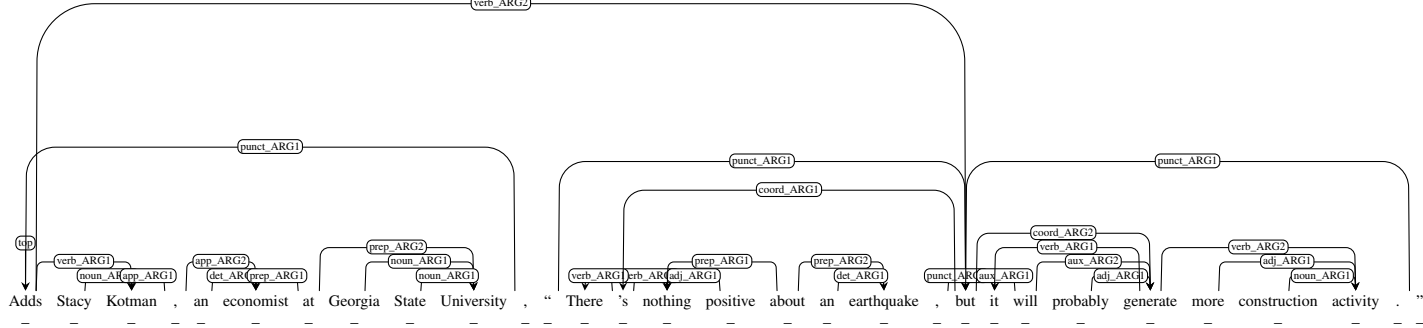 verb_ARG2
punct_ARG1
punct_ARG1 punct_ARG1
coord_ARG1
coord_ARG2
top prep_ARG2 verb_ARG1 verb_ARG2
verb_ARG1 app_ARG2 noun_ARG1 prep_ARG1 prep_ARG2 aux_ARG2 adj_ARG1
app_ARG1 prep_ARG1 noun_ARG1 verb_ARG1 adj_ARG1 det_ARG1 aux_ARG1 adj_ARG1 noun_ARG1
Adds Stacy Kotman , an economist at Georgia State University , “ There 's nothing positive about an earthquake , but it will probably generate more construction activity . ”
_ _ _ _ _ _ _ _ _ _ _ _ _ _ _ _ _ _ _ _ _ _ _ _ _ _ _ _ _ _